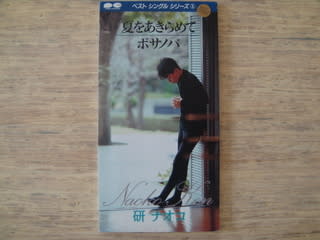 ベスト シングル シリーズ⑤
夏をあきらめて
ボサノバ
Naoko Ken
研 ナオコ